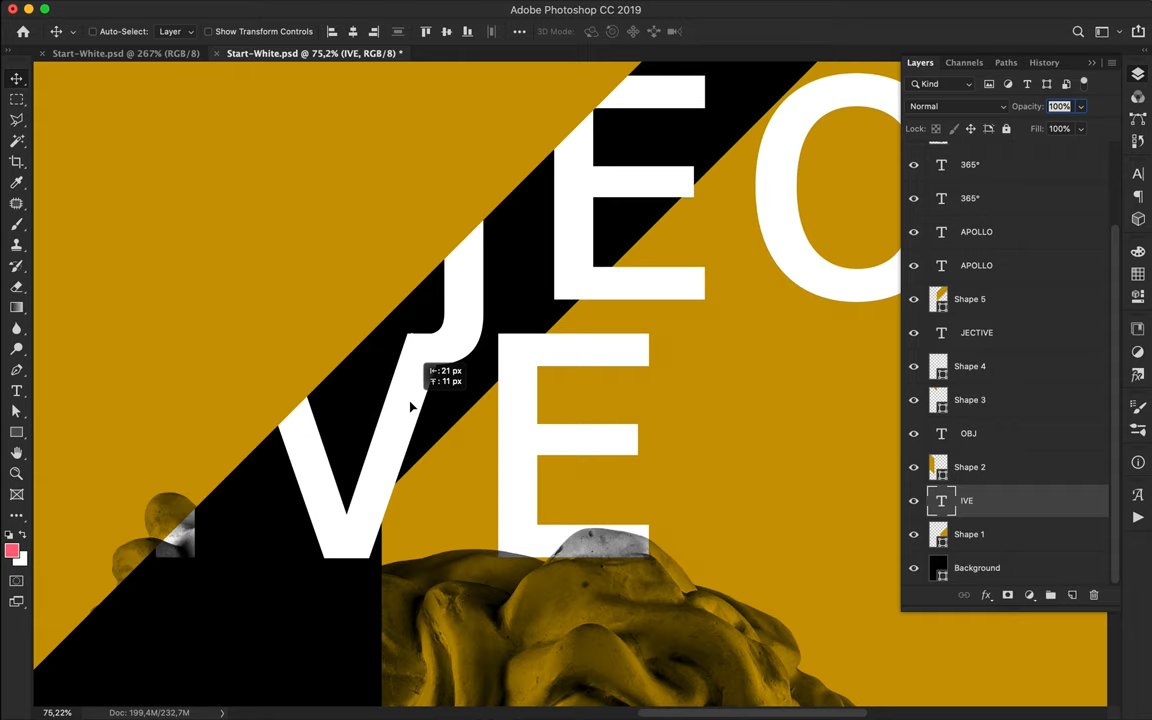 Adobe Photoshop CC 2019
Auto-Select: Layer Show Transform Controls 3D Mode:
Start-White.psd @ 267% (RGB/8) Start-White.psd @ 75,2% (IVE, RGB/8) *
Layers Channels Paths History
Kind
Normal Opacity: 100%
Lock: Fill: 100%
365°
365°
APOLLO
APOLLO
Shape 5
JECTIVE
Shape 4
Shape 3
OBJ
Shape 2
IVE
Shape 1
Background
E C
J
V E
21 px
11 px
75,22% Doc: 199,4M/232,7M